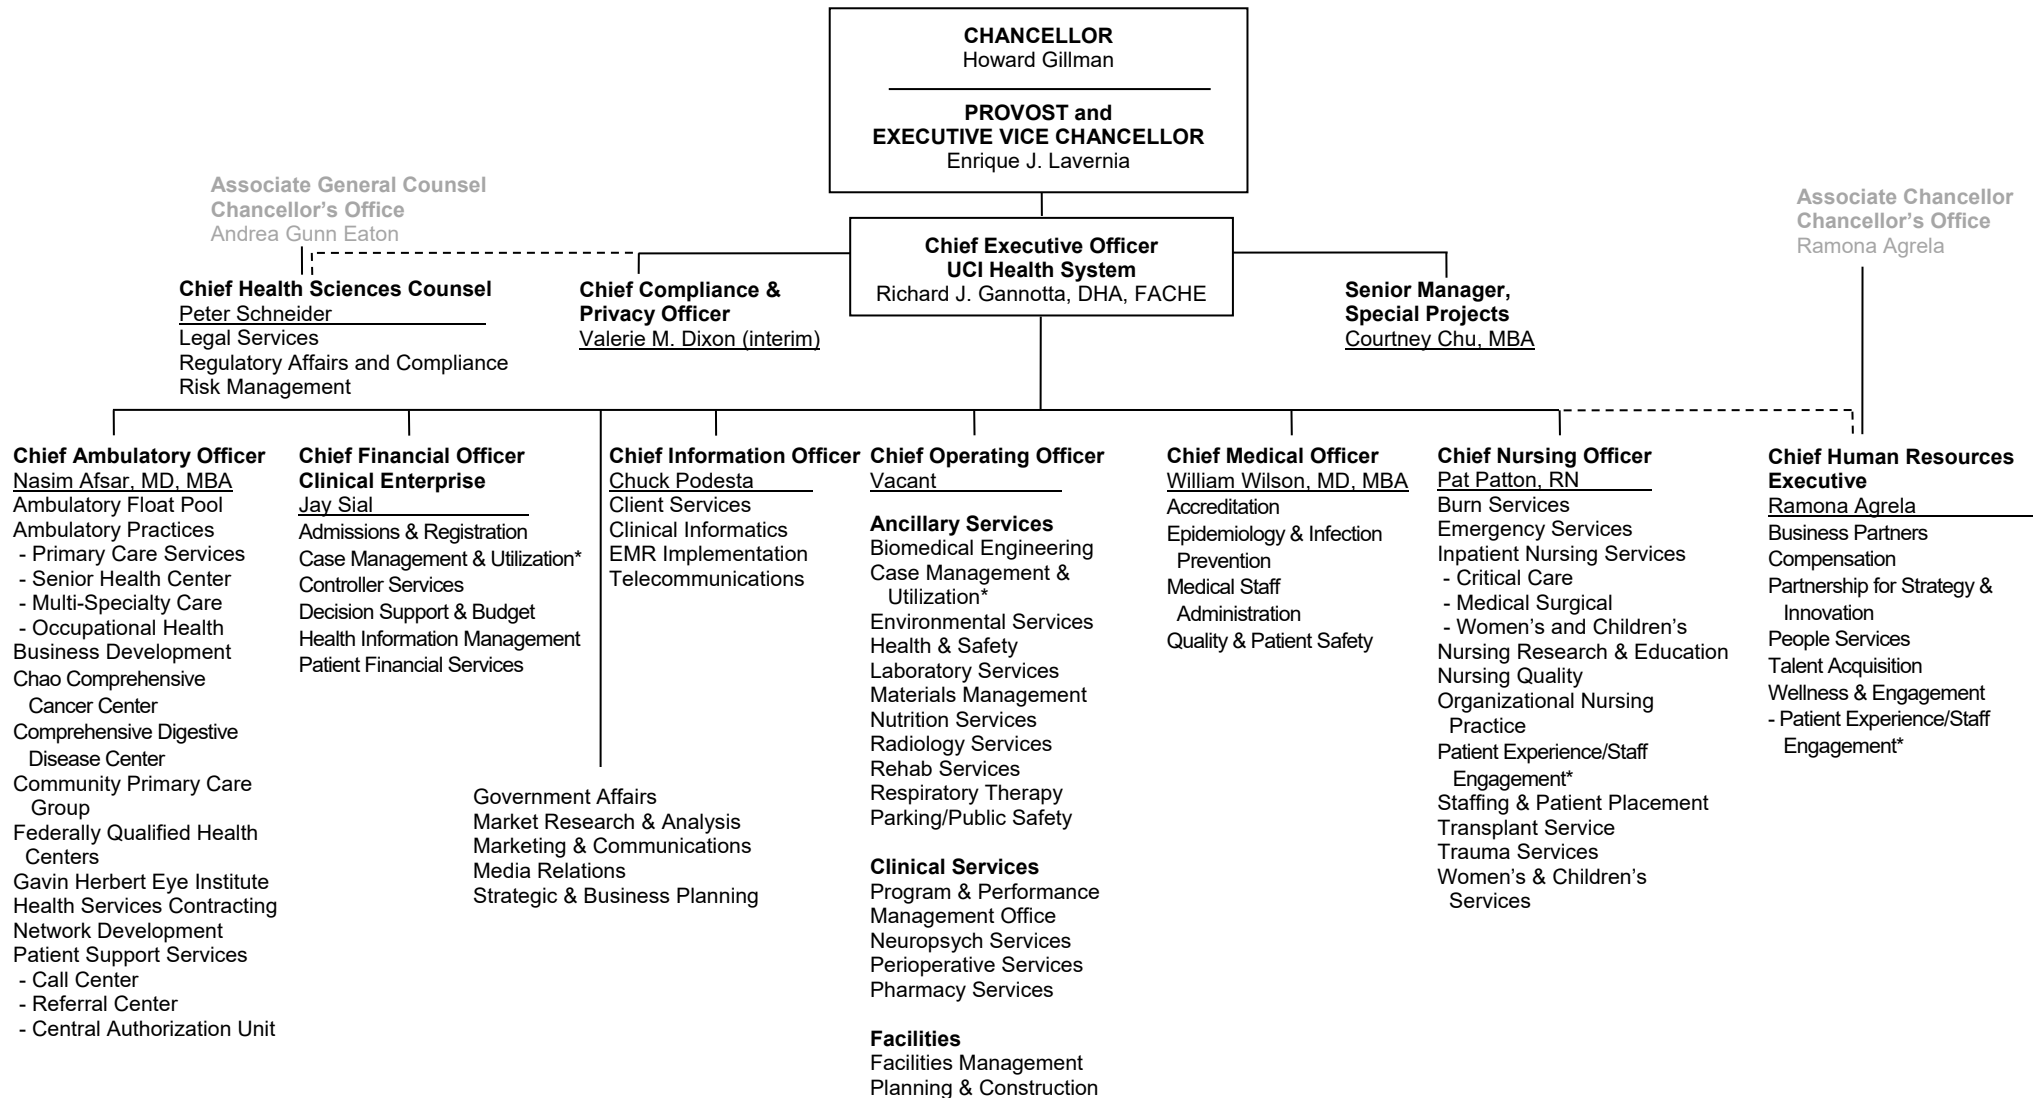 CHANCELLOR
Howard Gillman
PROVOST and
EXECUTIVE VICE CHANCELLOR
Enrique J. Lavernia
Associate General Counsel
Chancellor’s Office
Andrea Gunn Eaton
Associate Chancellor
Chancellor’s Office
Ramona Agrela
Chief Executive Officer
UCI Health System
Richard J. Gannotta, DHA, FACHE
Chief Health Sciences Counsel
Peter Schneider
Legal Services
Regulatory Affairs and Compliance
Risk Management
Chief Compliance &
Privacy Officer
Valerie M. Dixon (interim)
Senior Manager,
Special Projects
Courtney Chu, MBA
Chief Ambulatory Officer
Nasim Afsar, MD, MBA
Ambulatory Float Pool
Ambulatory Practices
- Primary Care Services
- Senior Health Center
- Multi-Specialty Care
- Occupational Health
Business Development
Chao Comprehensive
Cancer Center
Comprehensive Digestive
Disease Center
Community Primary Care
Group
Federally Qualified Health
Centers
Gavin Herbert Eye Institute
Health Services Contracting
Network Development
Patient Support Services
- Call Center
- Referral Center
- Central Authorization Unit
Chief Financial Officer
Clinical Enterprise
Jay Sial
Admissions & Registration
Case Management & Utilization*
Controller Services
Decision Support & Budget
Health Information Management
Patient Financial Services
Government Affairs
Market Research & Analysis
Marketing & Communications
Media Relations
Strategic & Business Planning
Chief Information Officer
Chuck Podesta
Client Services
Clinical Informatics
EMR Implementation
Telecommunications
Chief Operating Officer
Vacant
Ancillary Services
Biomedical Engineering
Case Management &
Utilization*
Environmental Services
Health & Safety
Laboratory Services
Materials Management
Nutrition Services
Radiology Services
Rehab Services
Respiratory Therapy
Parking/Public Safety
Clinical Services
Program & Performance
Management Office
Neuropsych Services
Perioperative Services
Pharmacy Services
Facilities
Facilities Management
Planning & Construction
Chief Medical Officer
William Wilson, MD, MBA
Accreditation
Epidemiology & Infection
Prevention
Medical Staff
Administration
Quality & Patient Safety
Chief Nursing Officer
Pat Patton, RN
Burn Services
Emergency Services
Inpatient Nursing Services
- Critical Care
- Medical Surgical
- Women’s and Children’s
Nursing Research & Education
Nursing Quality
Organizational Nursing
Practice
Patient Experience/Staff
Engagement*
Staffing & Patient Placement
Transplant Service
Trauma Services
Women’s & Children’s
Services
Chief Human Resources
Executive
Ramona Agrela
Business Partners
Compensation
Partnership for Strategy &
Innovation
People Services
Talent Acquisition
Wellness & Engagement
- Patient Experience/Staff
Engagement*